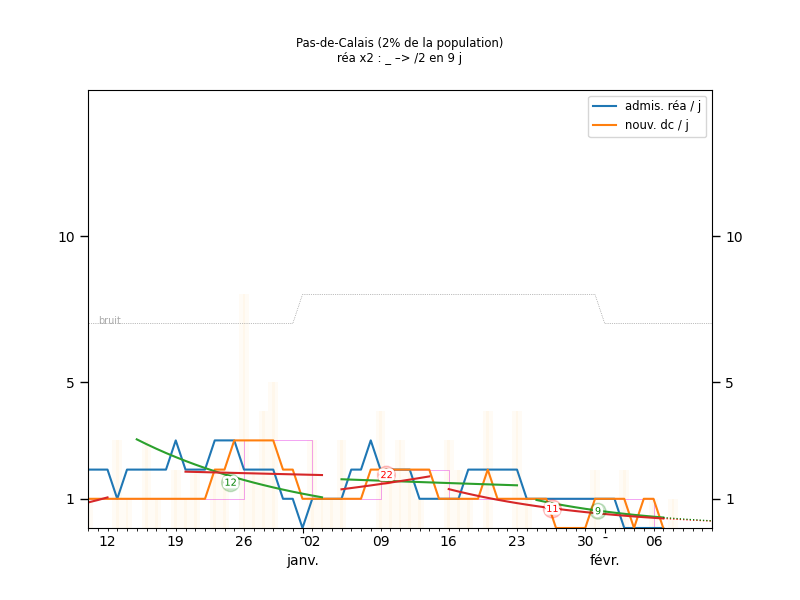 Pas-de-Calais (2% de la population)
réa x2 : _ –> /2 en 9 j
admis. réa / j
nouv. dc / j
10
10
bruit
5
5
22
12
11
9
1
1
12
19
26
02
09
16
23
30
06
janv.
févr.